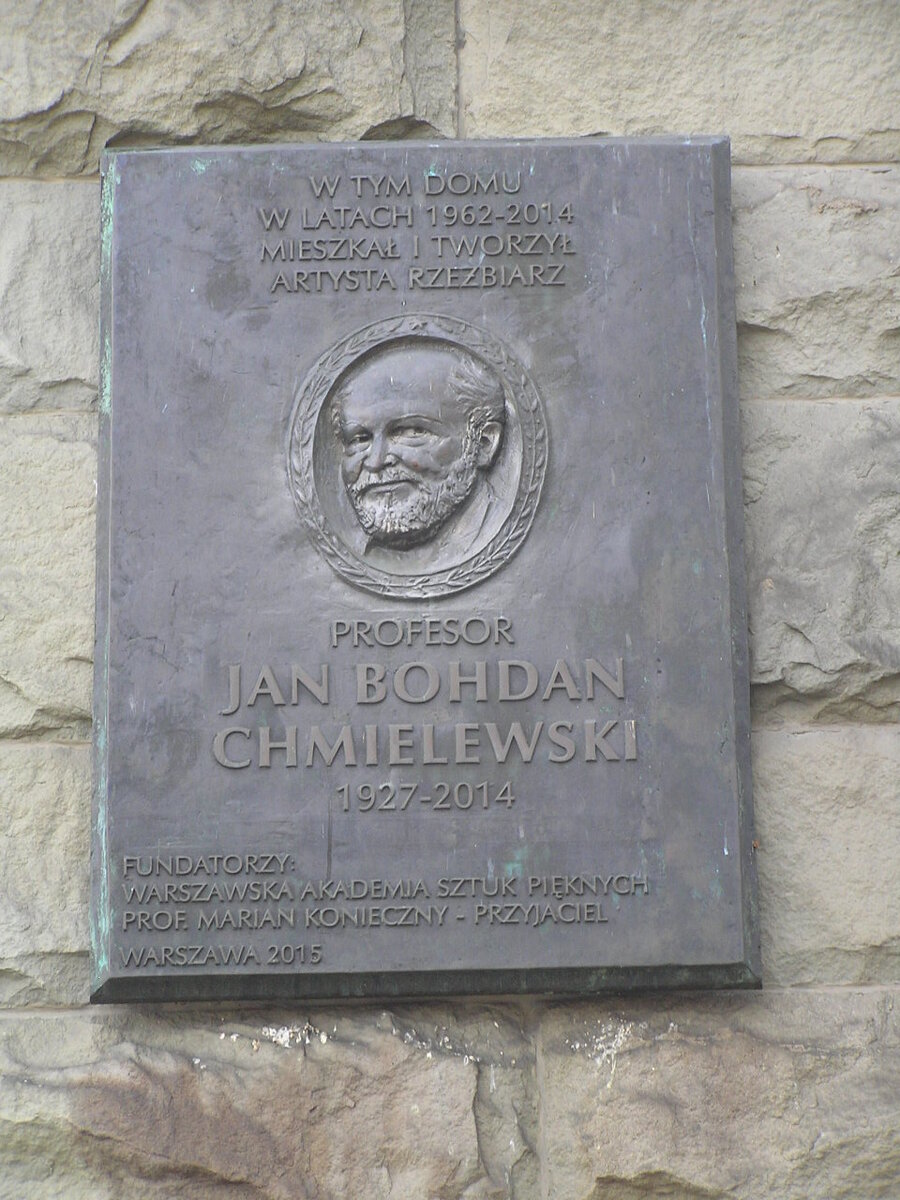 W TYM DOMU
W LATACH 1962-2014
MIESZKAŁ I TWORZYŁ
ARTYSTA RZEŹBIARZ
PROFESOR
JAN BOHDAN
CHMIELEWSKI
1927-2014
FUNDATORZY:
WARSZAWSKA AKADEMIA SZTUK PIĘKNYCH
PROF. MARIAN KONIECZNY - PRZYJACIEL
WARSZAWA 2015